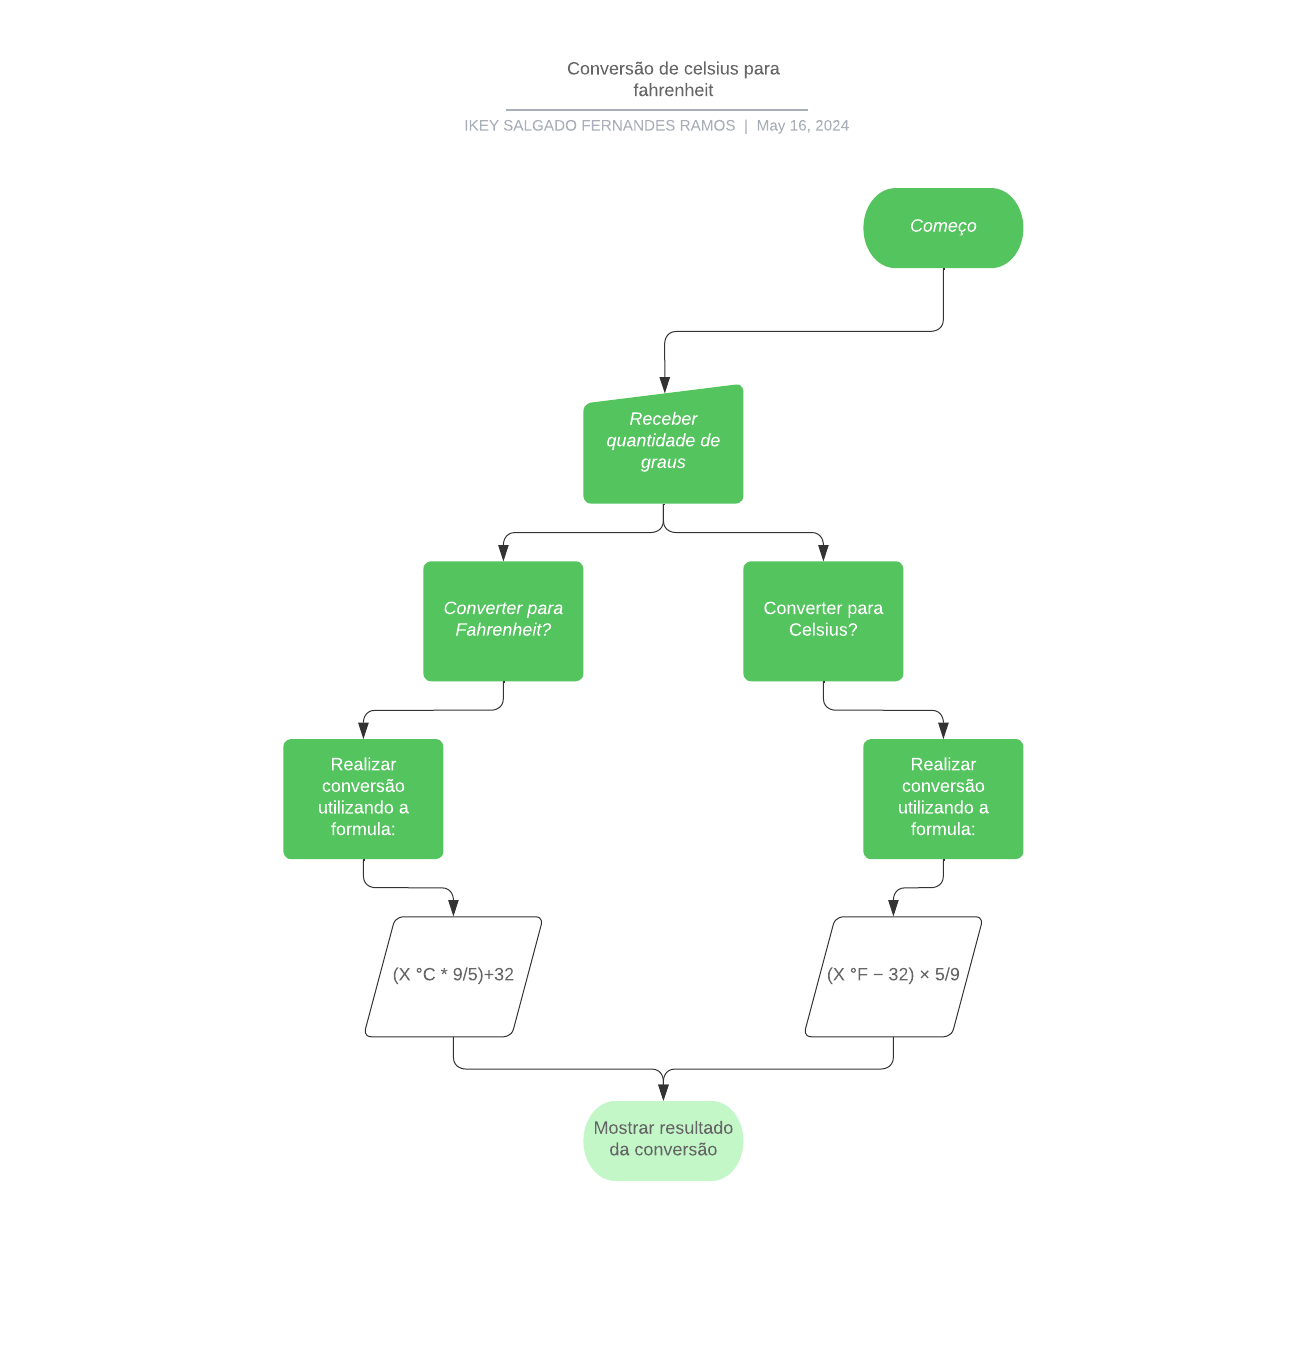 Conversão de celsius para
fahrenheit
IKEY SALGADO FERNANDES RAMOS | May 16, 2024
Começo
Receber
quantidade de
graus
Converter para
Fahrenheit?
Converter para
Celsius?
Realizar
conversão
utilizando a
formula:
Realizar
conversão
utilizando a
formula:
(X °C * 9/5)+32
(X °F − 32) × 5/9
Mostrar resultado
da conversão